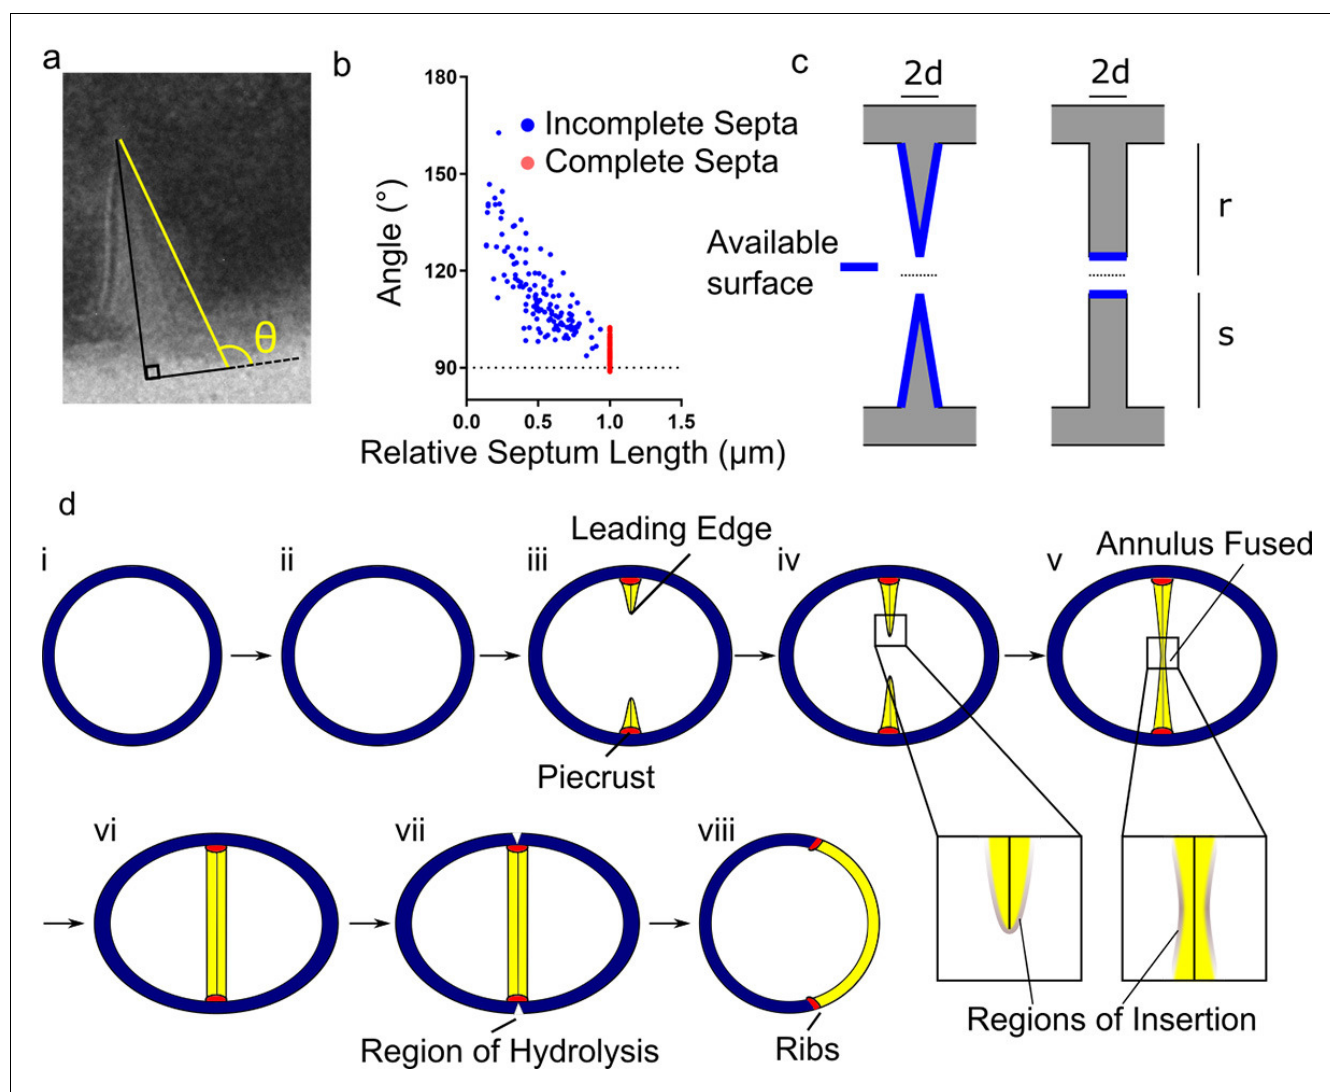 a
θ
b
180
150
120
90
Angle (°)
Incomplete Septa
Complete Septa
0.0 0.5 1.0 1.5
Relative Septum Length (µm)
c
2d 2d
Available
surface
r
s
d
i
ii
iii
iv
v
Leading Edge
Annulus Fused
Piecrust
vi
vii
viii
Region of Hydrolysis
Ribs
Regions of Insertion